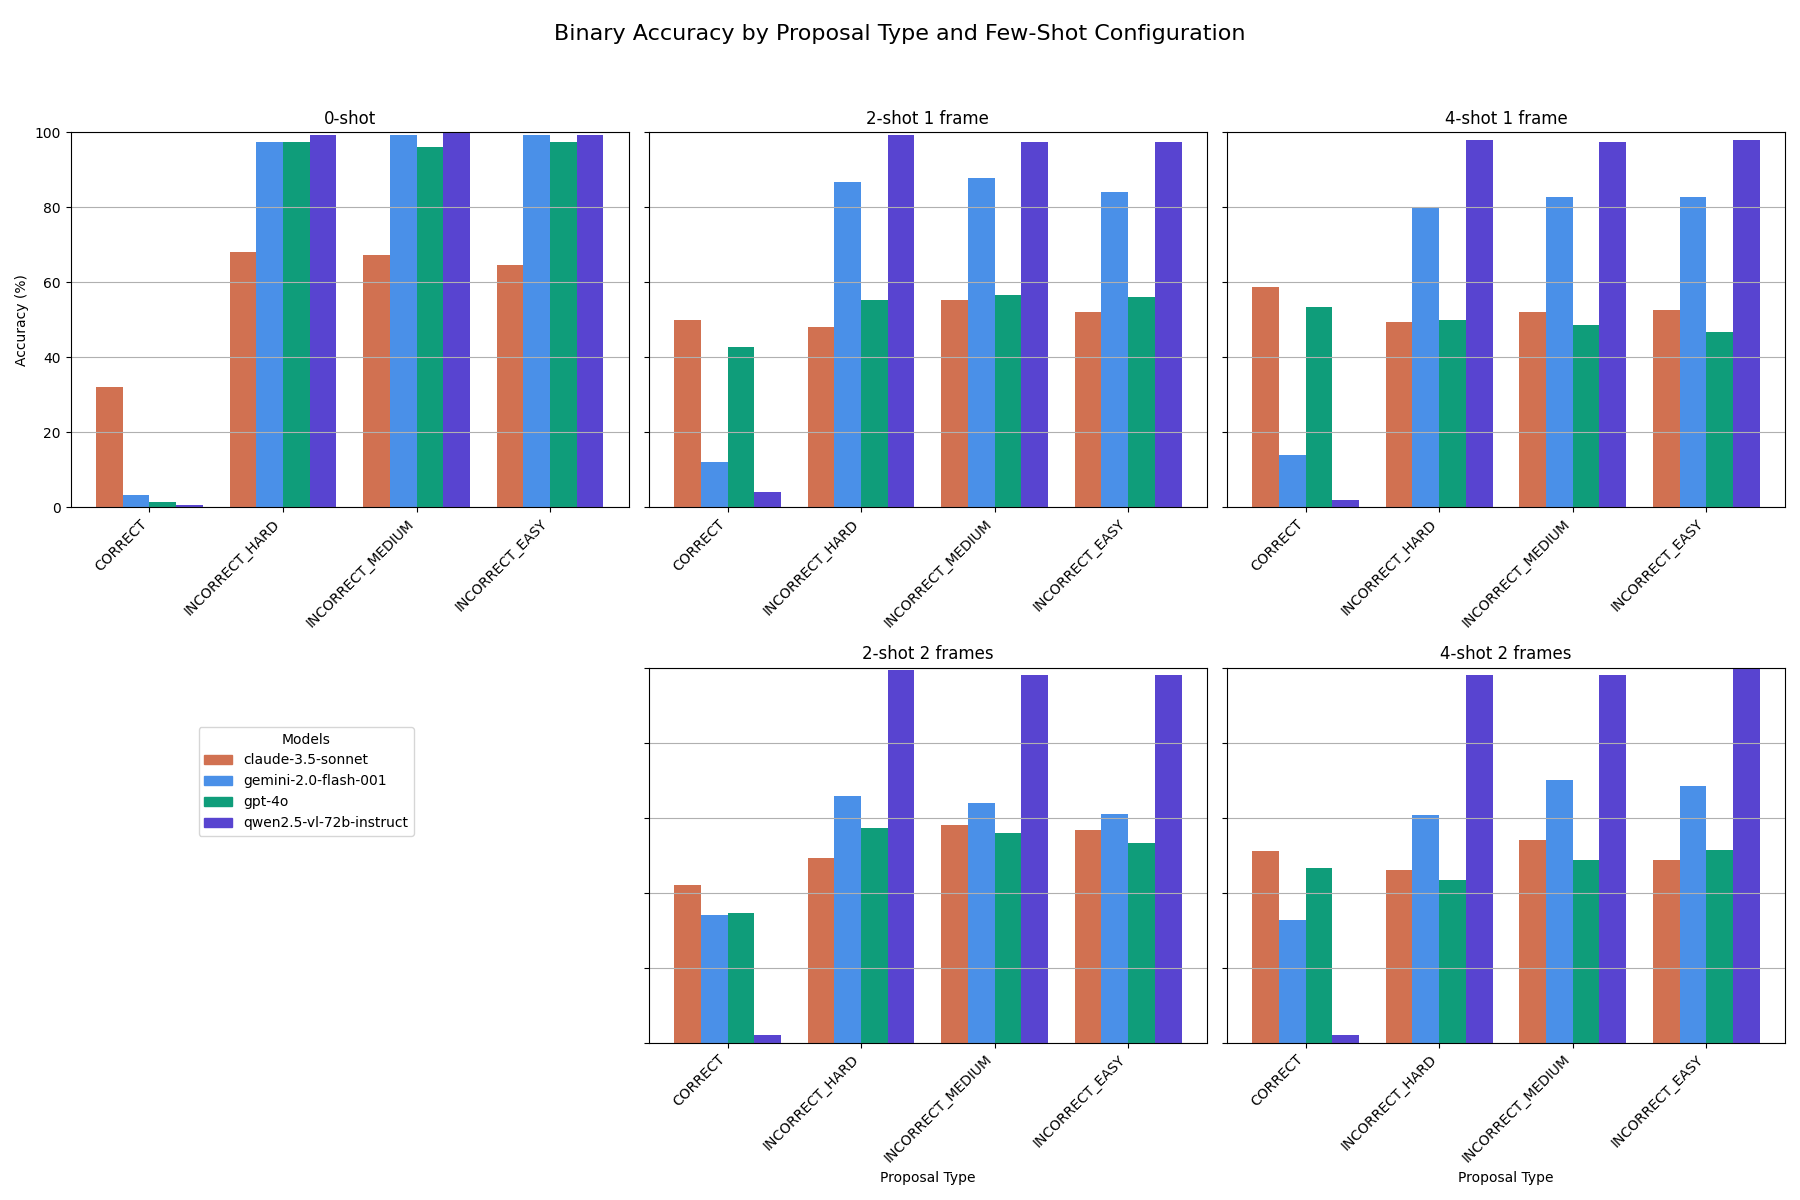 Binary Accuracy by Proposal Type and Few-Shot Configuration
0-shot
2-shot 1 frame
4-shot 1 frame
Accuracy (%)
100
80
60
40
20
0
CORRECT
INCORRECT_HARD
INCORRECT_MEDIUM
INCORRECT_EASY
CORRECT
INCORRECT_HARD
INCORRECT_MEDIUM
INCORRECT_EASY
CORRECT
INCORRECT_HARD
INCORRECT_MEDIUM
INCORRECT_EASY
Models
claude-3.5-sonnet
gemini-2.0-flash-001
gpt-4o
qwen2.5-vl-72b-instruct
2-shot 2 frames
4-shot 2 frames
CORRECT
INCORRECT_HARD
INCORRECT_MEDIUM
INCORRECT_EASY
CORRECT
INCORRECT_HARD
INCORRECT_MEDIUM
INCORRECT_EASY
Proposal Type
Proposal Type